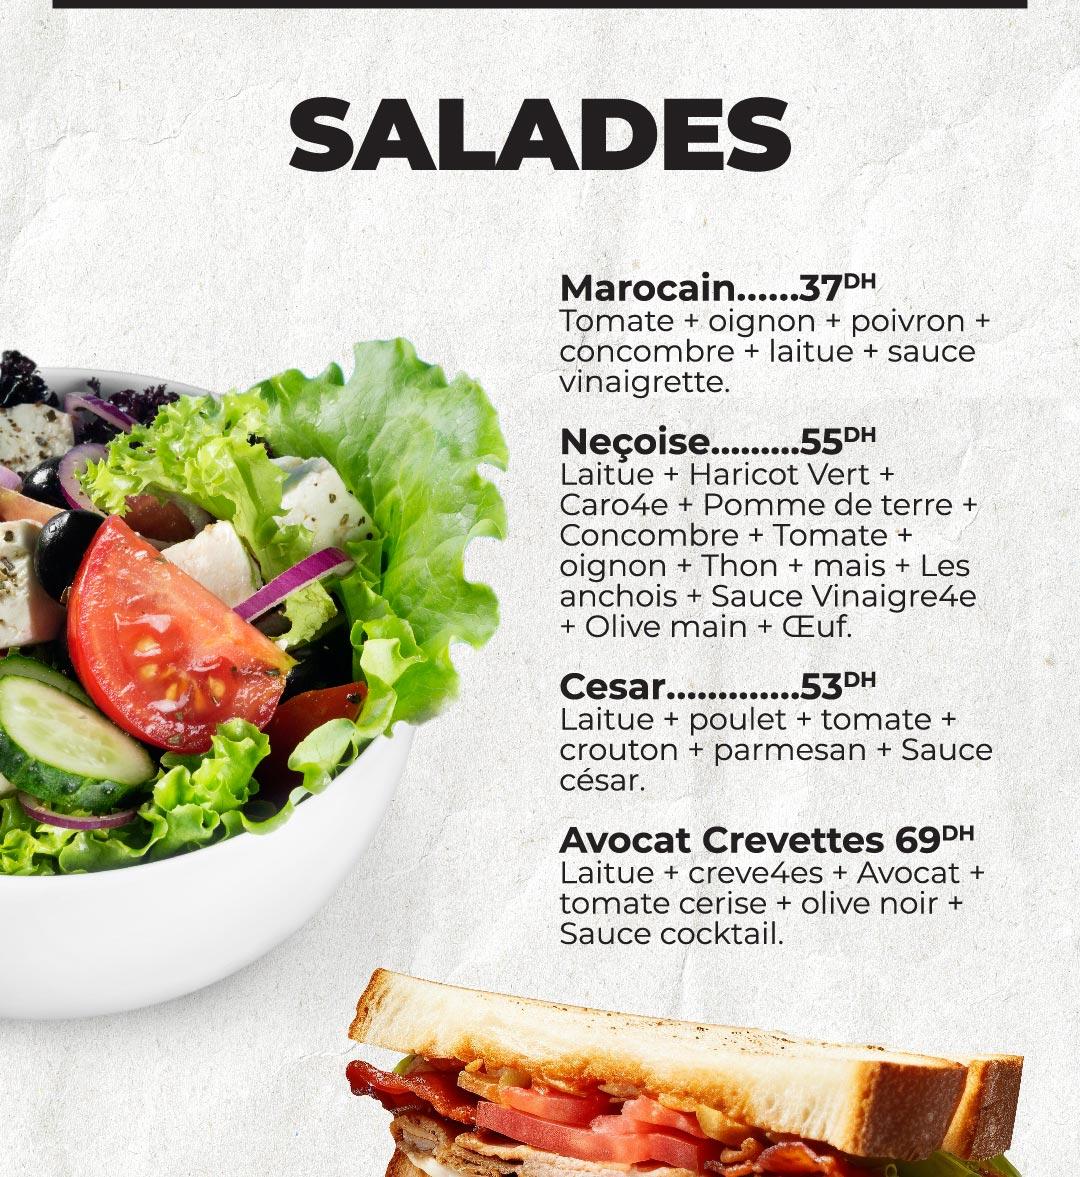 SALADES
Marocain......37DH
Tomate + oignon + poivron +
concombre + laitue + sauce
vinaigrette.
Neçoise.........55DH
Laitue + Haricot Vert +
Caro4e + Pomme de terre +
Concombre + Tomate +
oignon + Thon + mais + Les
anchois + Sauce Vinaigre4e
+ Olive main + Œuf.
Cesar.............53DH
Laitue + poulet + tomate +
crouton + parmesan + Sauce
césar.
Avocat Crevettes 69DH
Laitue + creve4es + Avocat +
tomate cerise + olive noir +
Sauce cocktail.